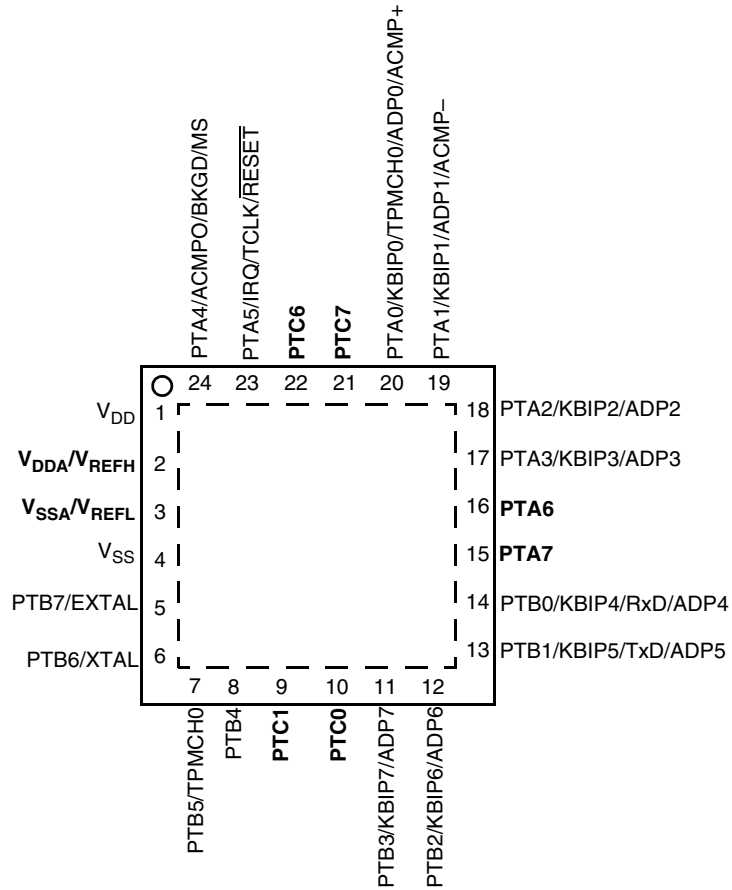 PTA4/ACMPO/BKGD/MS
PTA5/IRQ/TCLK/RESET
PTC6
PTC7
PTA0/KBIP0/TPMCH0/ADP0/ACMP+
PTA1/KBIP1/ADP1/ACMP–
24 23 22 21 20 19
VDD 1
VDDA/VREFH 2
VSSA/VREFL 3
VSS 4
PTB7/EXTAL 5
PTB6/XTAL 6
18 PTA2/KBIP2/ADP2
17 PTA3/KBIP3/ADP3
16 PTA6
15 PTA7
14 PTB0/KBIP4/RxD/ADP4
13 PTB1/KBIP5/TxD/ADP5
7 8 9 10 11 12
PTB5/TPMCH0
PTB4
PTC1
PTC0
PTB3/KBIP7/ADP7
PTB2/KBIP6/ADP6